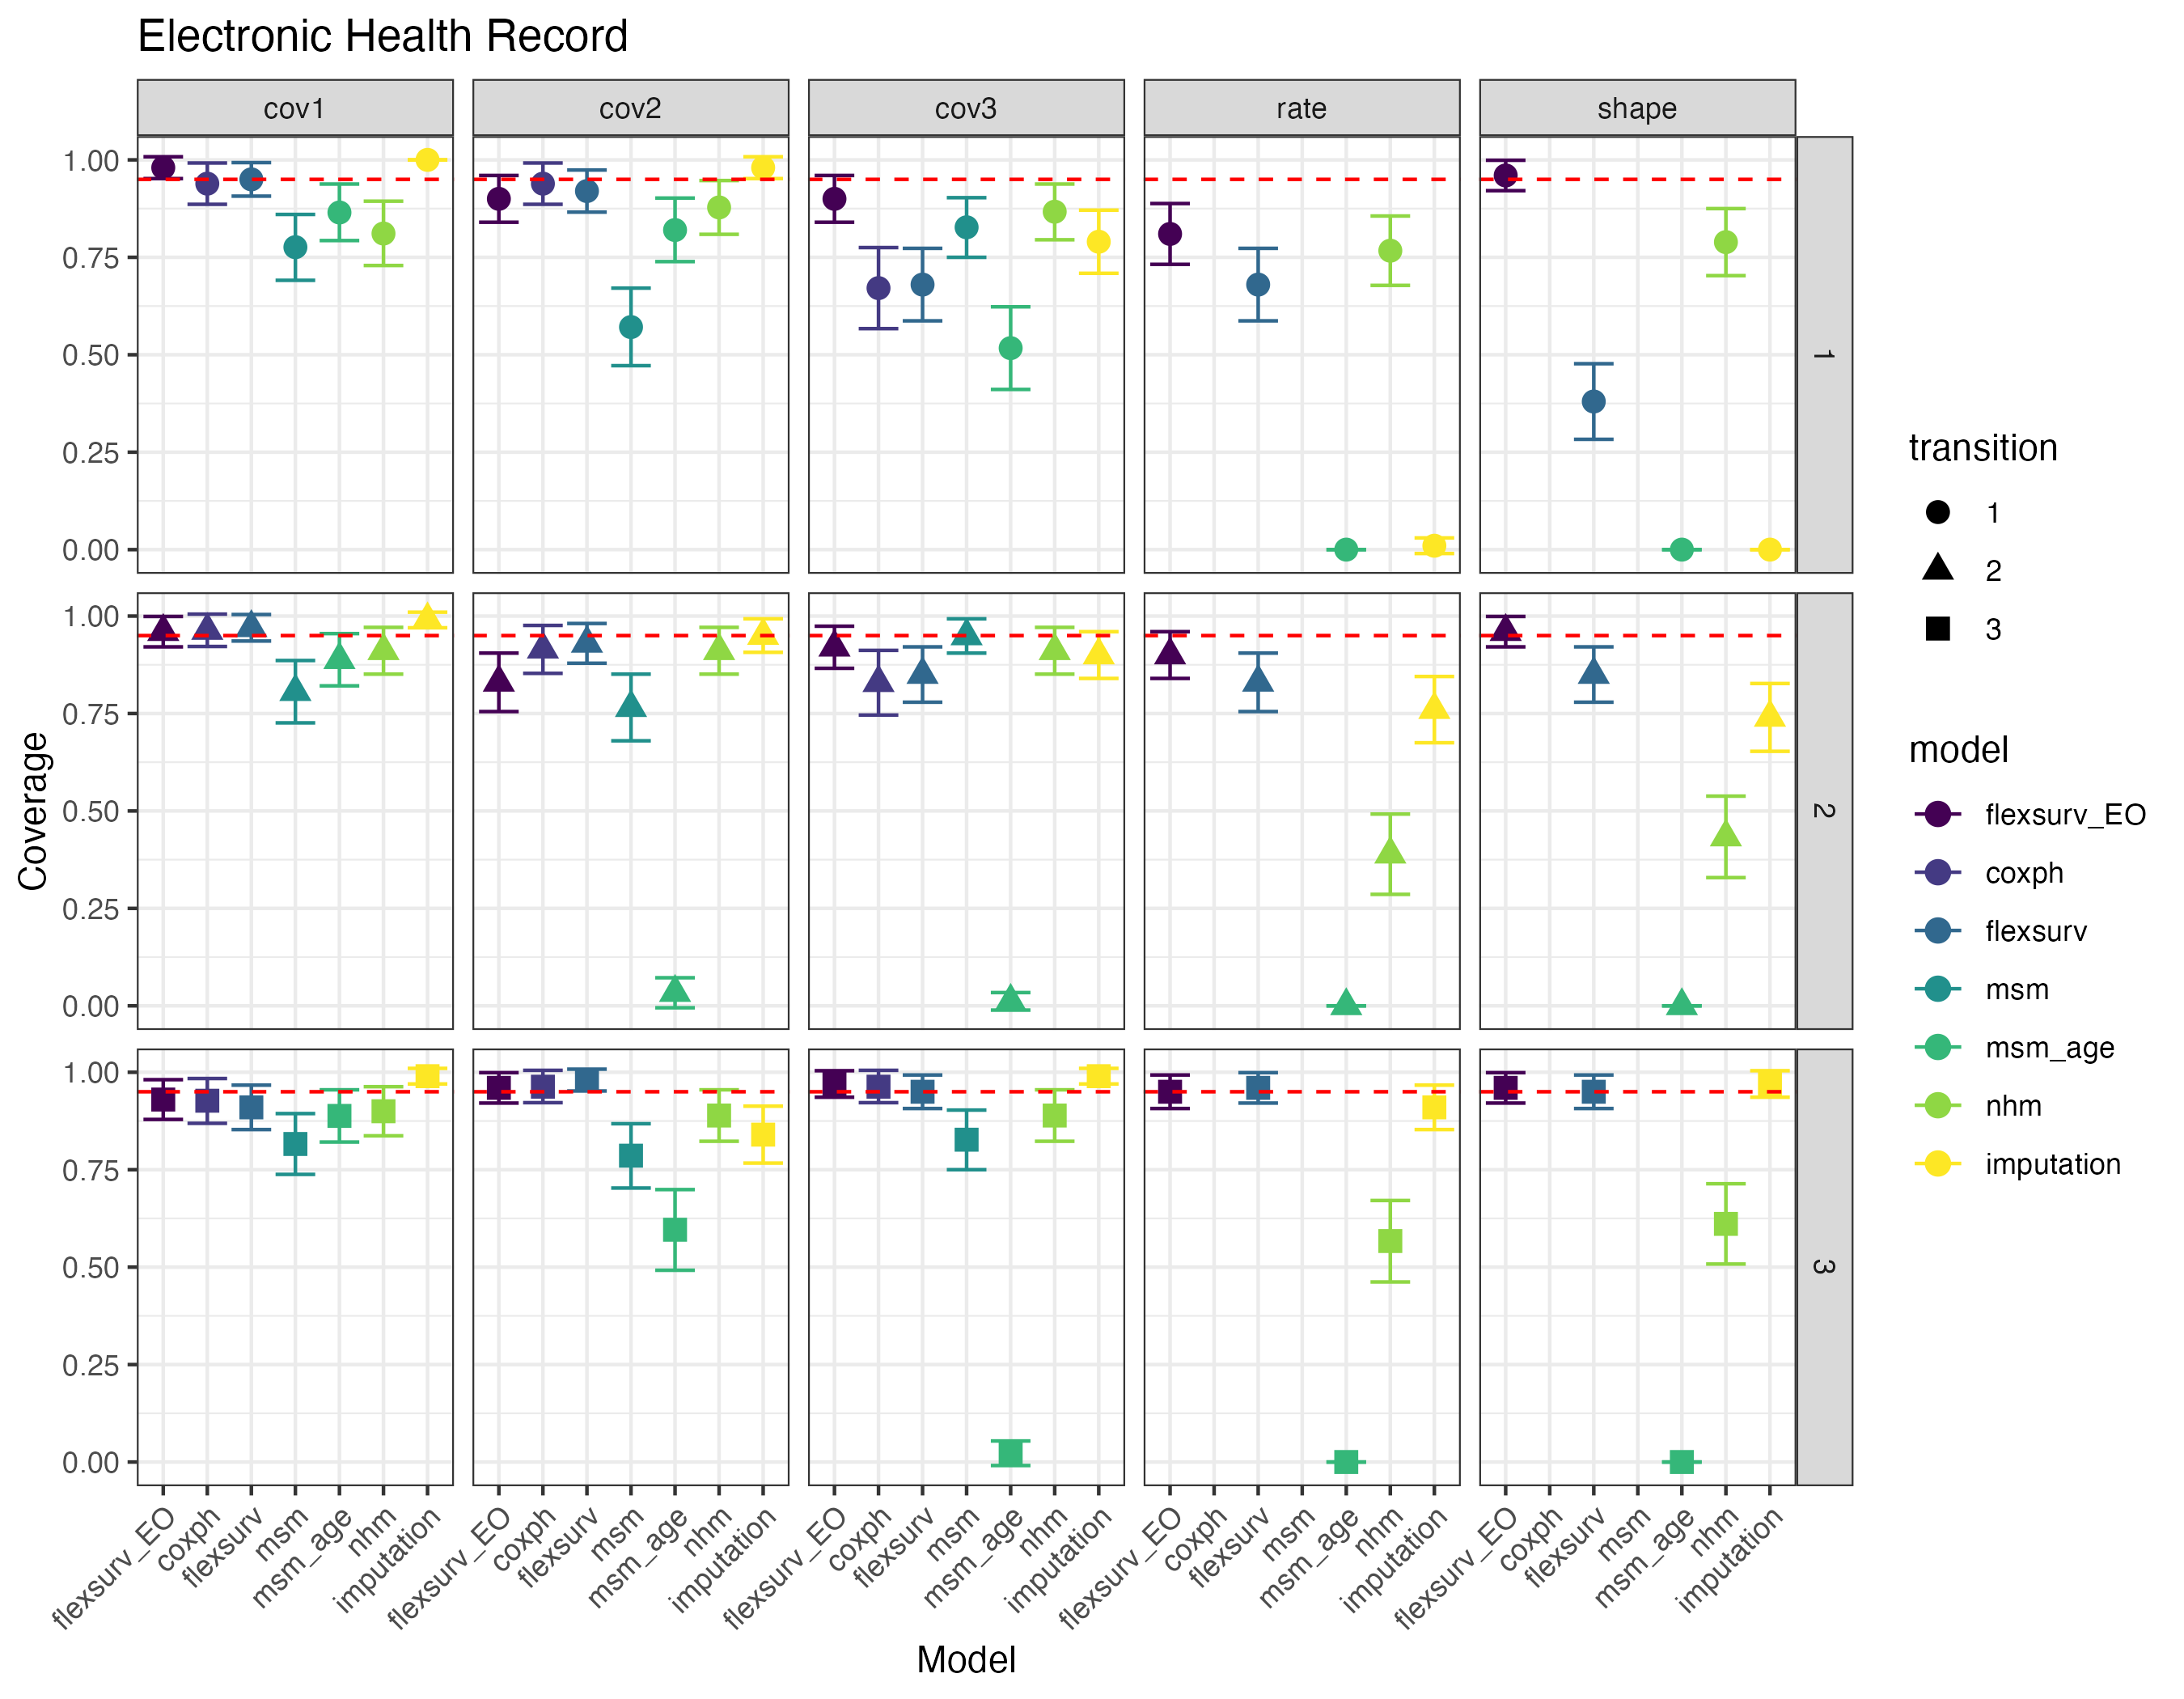 Electronic Health Record
cov1 cov2 cov3 rate shape
1.00
0.75
0.50
0.25
0.00
1
1.00
0.75
0.50
0.25
0.00
2
1.00
0.75
0.50
0.25
0.00
3
Coverage
flexsurv_EO coxph flexsurv msm msm_age nhm imputation
flexsurv_EO coxph flexsurv msm msm_age nhm imputation
flexsurv_EO coxph flexsurv msm msm_age nhm imputation
flexsurv_EO coxph flexsurv msm msm_age nhm imputation
flexsurv_EO coxph flexsurv msm msm_age nhm imputation
Model
transition
1
2
3
model
flexsurv_EO
coxph
flexsurv
msm
msm_age
nhm
imputation